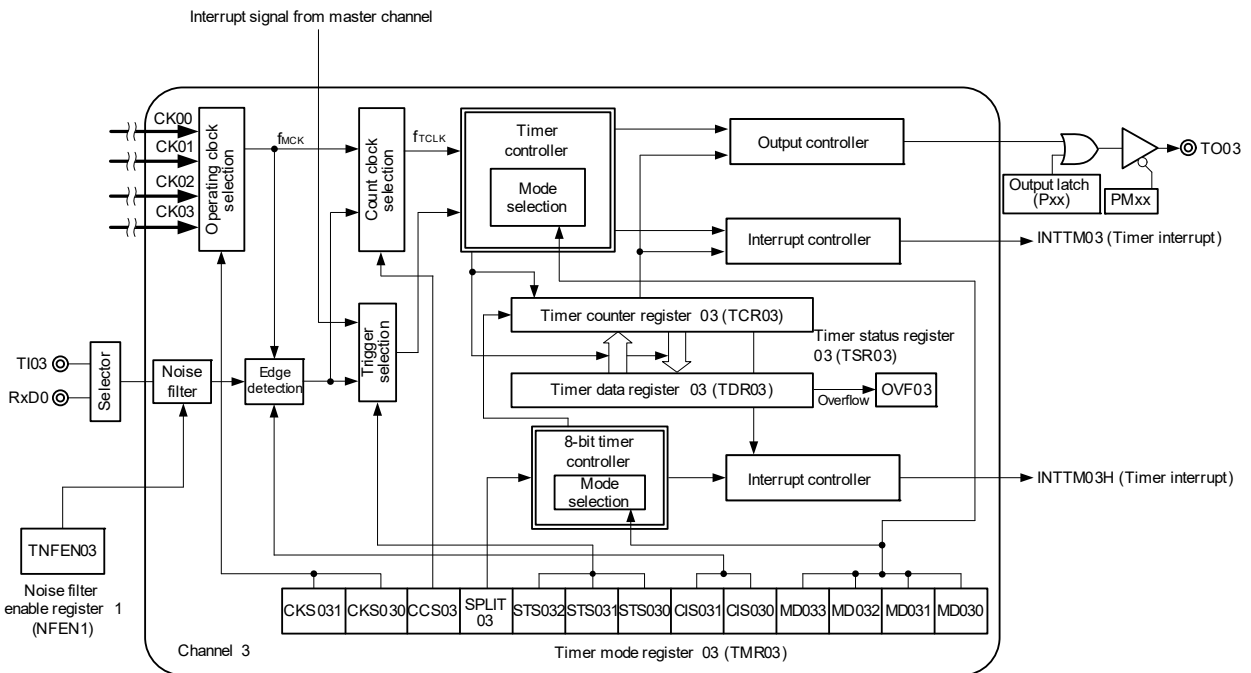 Interrupt signal from master channel
CK00
CK01
CK02
CK03
Operating clock
selection
fMCK
Count clock
selection
fTCLK
Timer
controller
Mode
selection
Output controller
TO03
Output latch
(Pxx)
PMxx
Interrupt controller
INTTM03 (Timer interrupt)
Timer counter register 03 (TCR03)
Timer status register
03 (TSR03)
Trigger
selection
TI03
RxD0
Selector
Noise
filter
Edge
detection
Timer data register 03 (TDR03)
Overflow
OVF03
8-bit timer
controller
Mode
selection
Interrupt controller
INTTM03H (Timer interrupt)
TNFEN03
Noise filter
enable register 1
(NFEN1)
CKS031
CKS030
CCS03
SPLIT
03
STS032
STS031
STS030
CIS031
CIS030
MD033
MD032
MD031
MD030
Channel 3
Timer mode register 03 (TMR03)